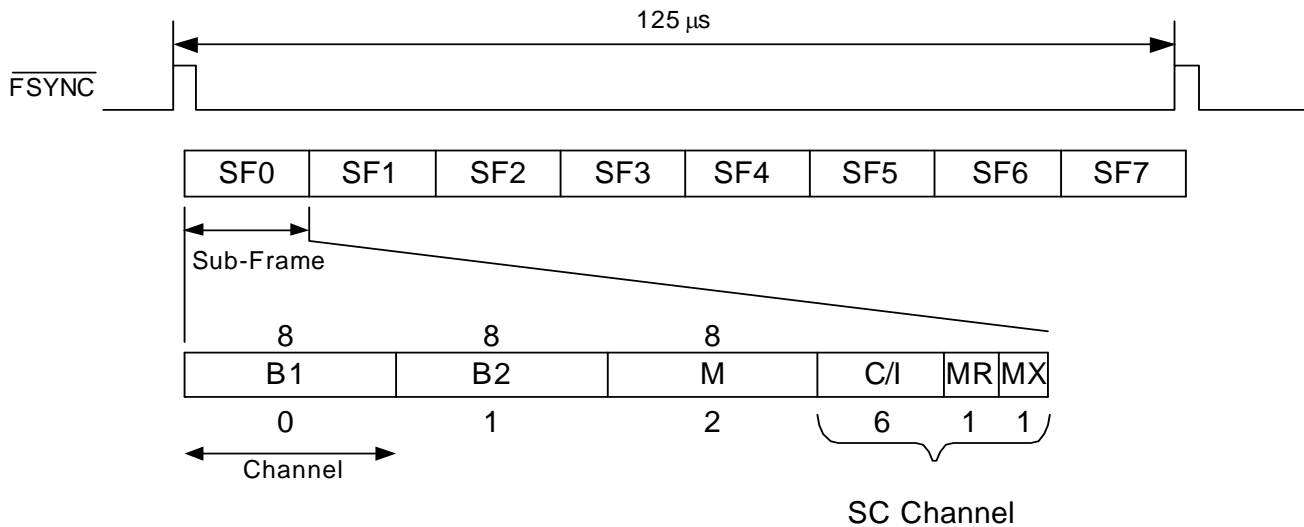 125 µs
FSYNC
SF0 SF1 SF2 SF3 SF4 SF5 SF6 SF7
Sub-Frame
8 8 8
B1 B2 M C/I MR MX
0 1 2 6 1 1
Channel
SC Channel